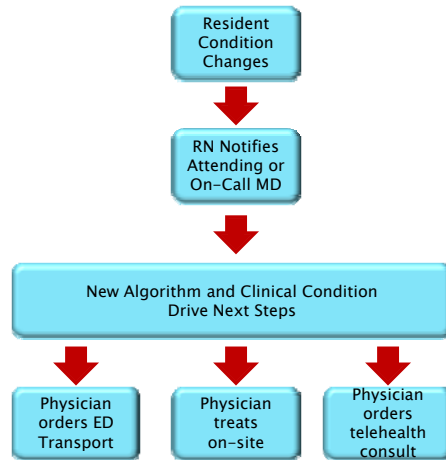 Resident
Condition
Changes
RN Notifies
Attending or
On-Call MD
New Algorithm and Clinical Condition
Drive Next Steps
Physician
orders ED
Transport
Physician
treats
on-site
Physician
orders
telehealth
consult